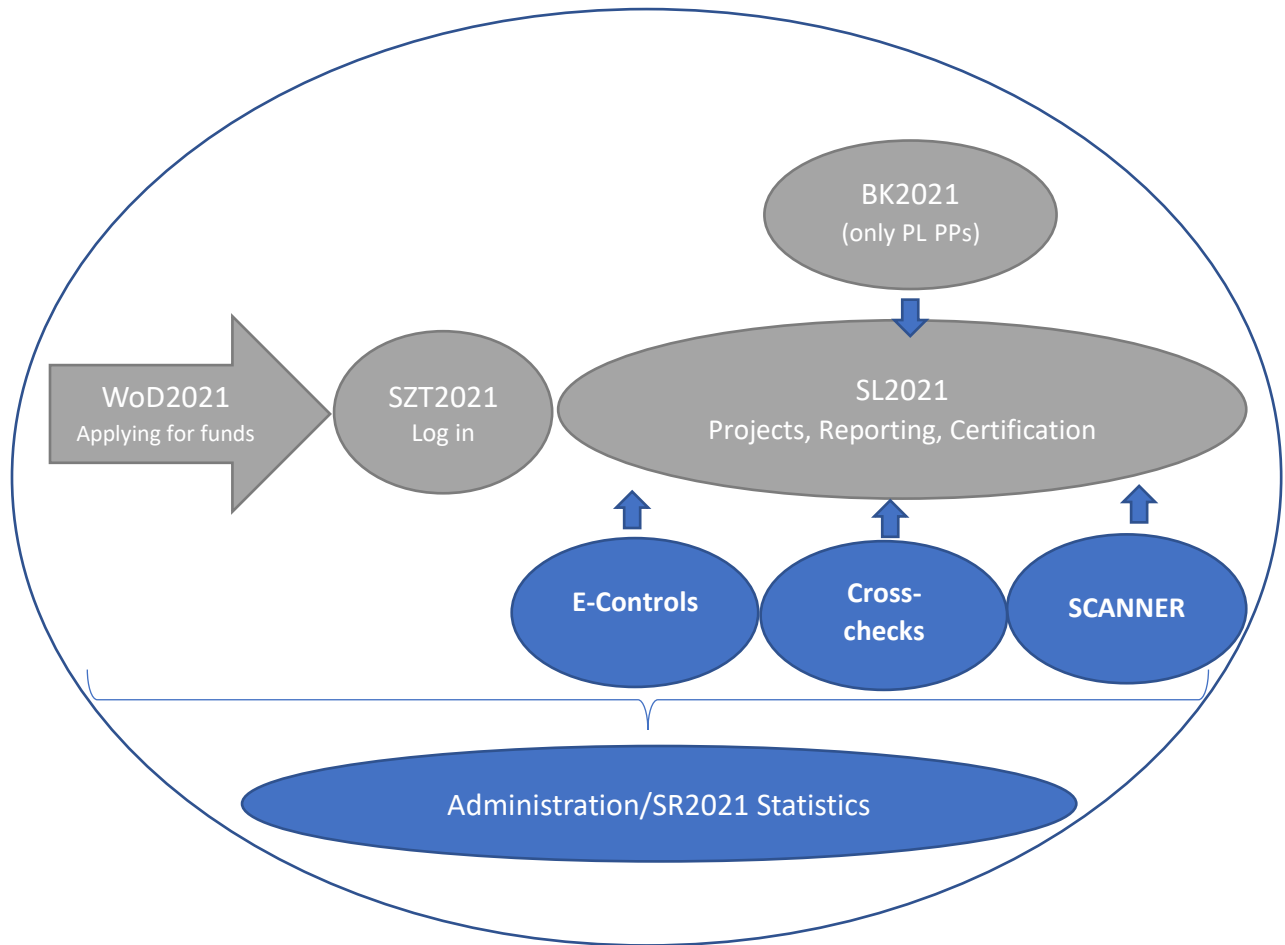 BK2021
(only PL PPs)
WoD2021
Applying for funds
SZT2021
Log in
SL2021
Projects, Reporting, Certification
E-Controls
Cross-
checks
SCANNER
Administration/SR2021 Statistics